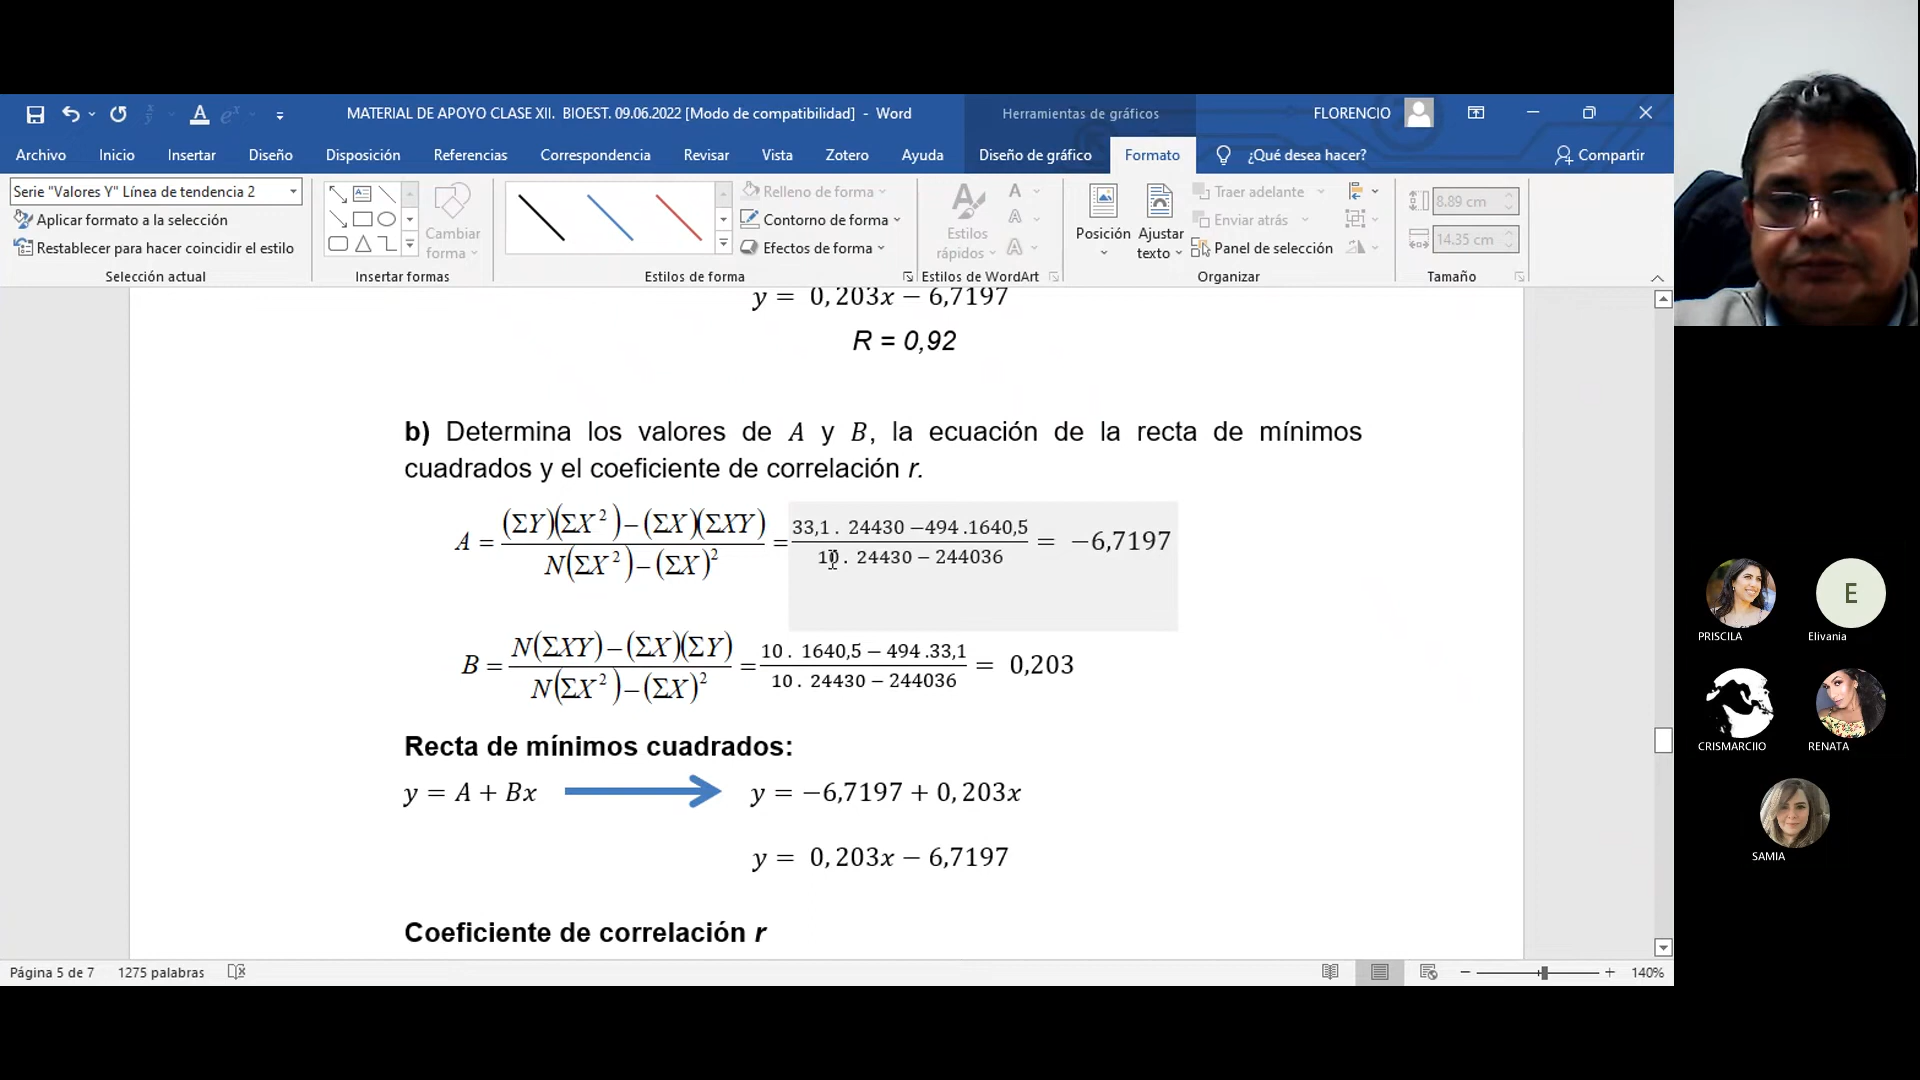 MATERIAL DE APOYO CLASE XII. BIOEST. 09.06.2022 [Modo de compatibilidad] - Word
Herramientas de gráficos
FLORENCIO
Archivo Inicio Insertar Diseño Disposición Referencias Correspondencia Revisar Vista Zotero Ayuda Diseño de gráfico Formato ¿Qué desea hacer? Compartir
Serie "Valores Y" Línea de tendencia 2
Aplicar formato a la selección
Restablecer para hacer coincidir el estilo
Selección actual
Cambiar forma
Insertar formas
Relleno de forma
Contorno de forma
Efectos de forma
Estilos de forma
Estilos rápidos
Estilos de WordArt
Posición
Ajustar texto
Traer adelante
Enviar atrás
Panel de selección
Organizar
8.89 cm
14.35 cm
Tamaño
y = 0,203x − 6,7197
R = 0,92
b) Determina los valores de A y B, la ecuación de la recta de mínimos
cuadrados y el coeficiente de correlación r.
A = (ΣY)(ΣX²)−(ΣX)(ΣXY) / N(ΣX²)−(ΣX)² = 33,1 . 24430 −494 .1640,5 / 10 . 24430 − 244036 = −6,7197
B = N(ΣXY)−(ΣX)(ΣY) / N(ΣX²)−(ΣX)² = 10 . 1640,5 − 494 .33,1 / 10 . 24430 − 244036 = 0,203
Recta de mínimos cuadrados:
y = A + Bx y = −6,7197 + 0,203x
y = 0,203x − 6,7197
Coeficiente de correlación r
Página 5 de 7 1275 palabras 140%
E
PRISCILA Elivania
CRISMARCIIO RENATA
SAMIA